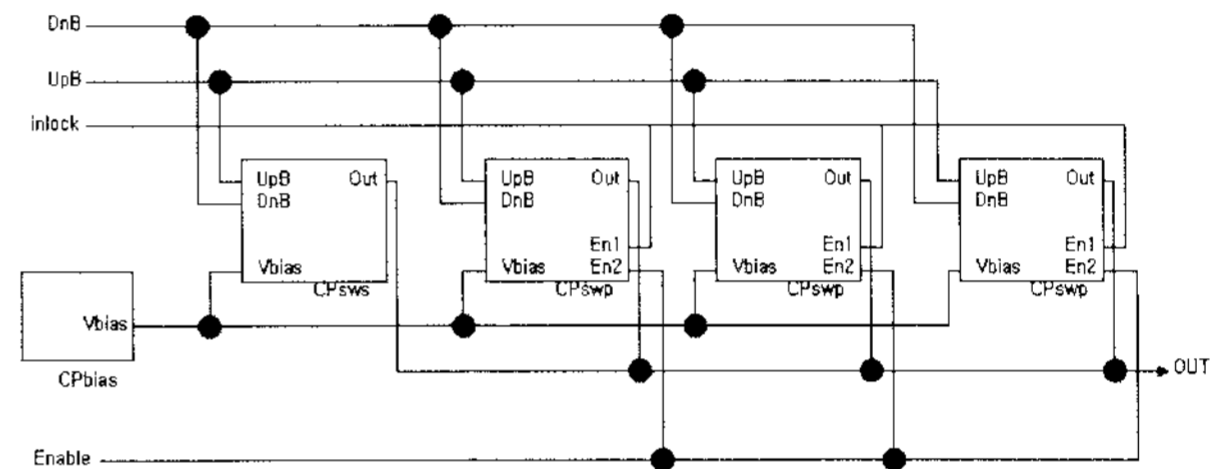 DnB
UpB
inlock
UpB Out
DnB
Vbias
CPsws
UpB Out
DnB
En1
Vbias En2
CPswp
UpB Out
DnB
En1
Vbias En2
CPswp
UpB Out
DnB
En1
Vbias En2
CPswp
Vbias
CPbias
OUT
Enable